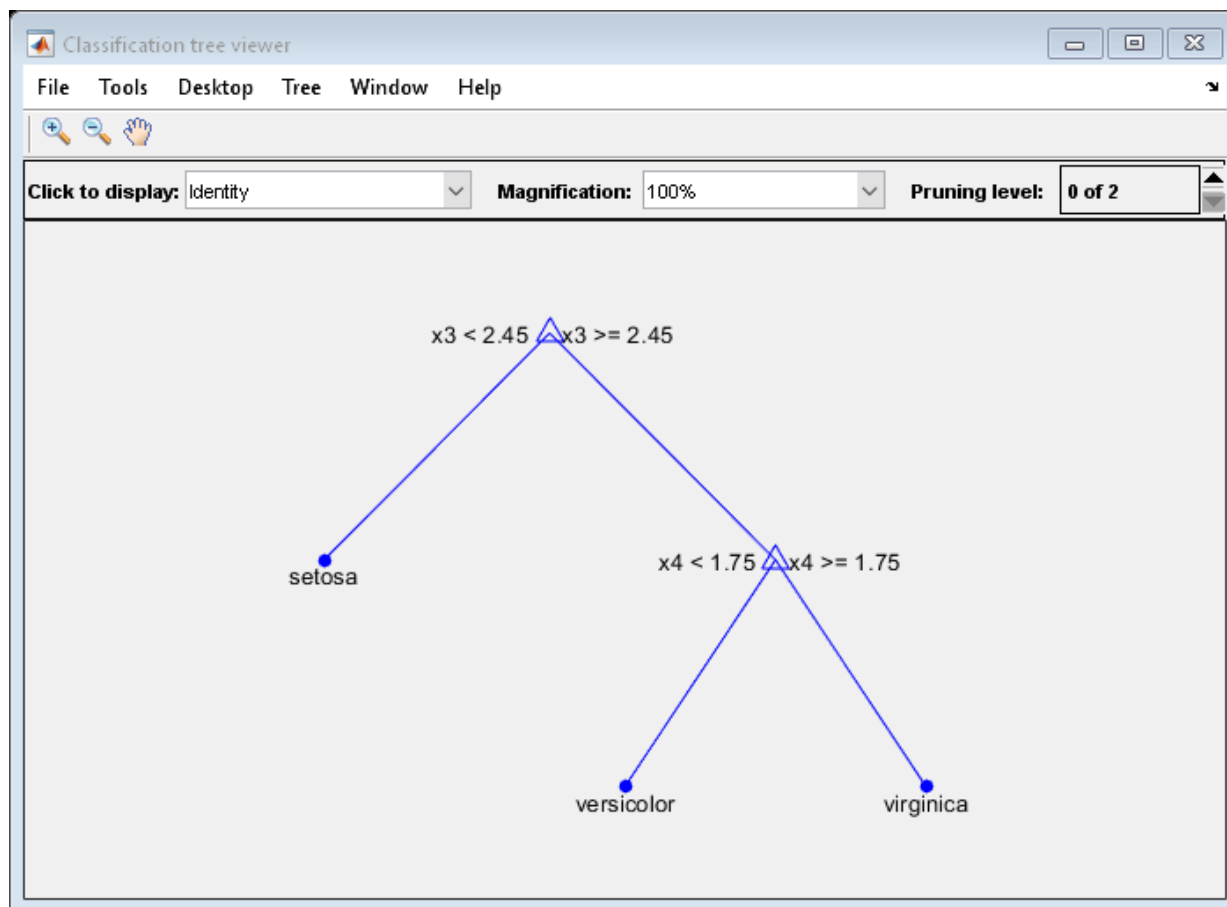 Classification tree viewer
File Tools Desktop Tree Window Help
Click to display: Identity Magnification: 100% Pruning level: 0 of 2
x3 < 2.45 x3 >= 2.45
setosa
x4 < 1.75 x4 >= 1.75
versicolor virginica